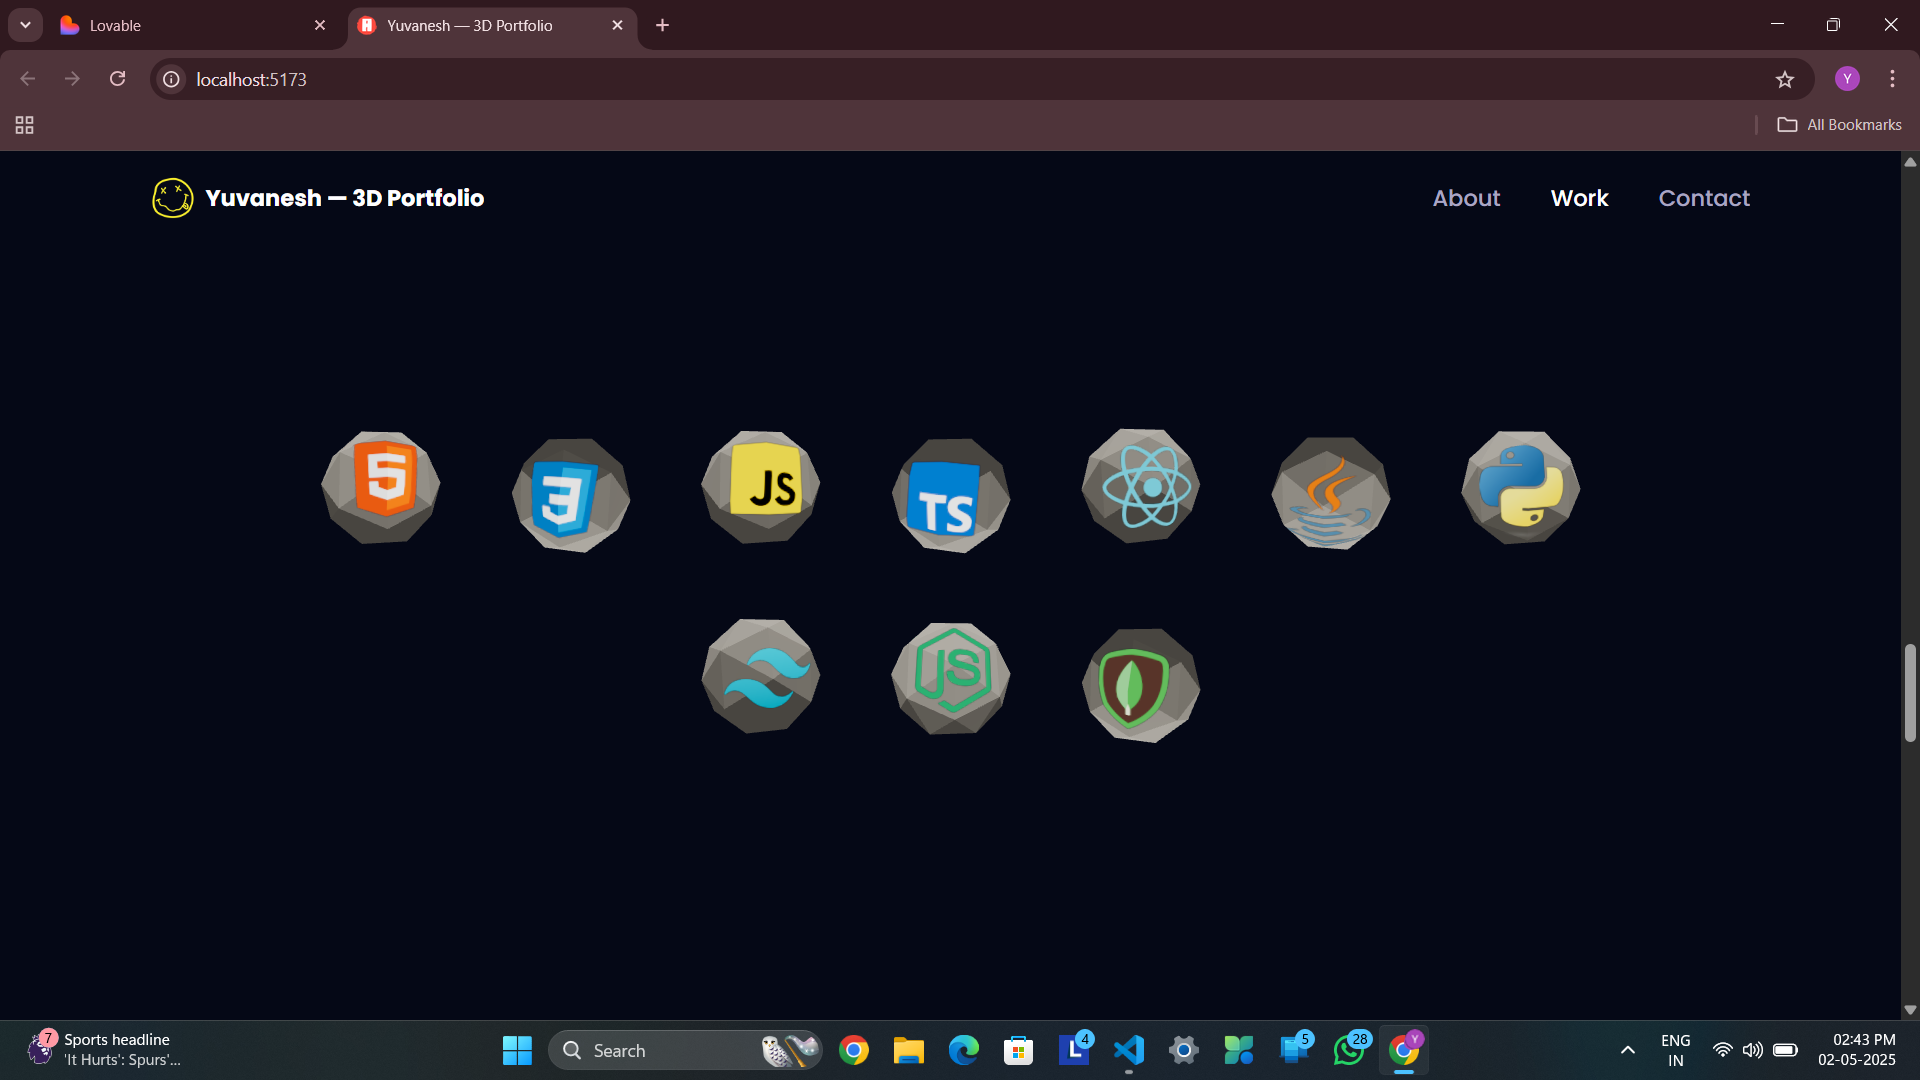 Lovable
Yuvanesh — 3D Portfolio
localhost:5173
Y
All Bookmarks
Yuvanesh — 3D Portfolio
About
Work
Contact
5
3
JS
TS
JS
7
Sports headline
'It Hurts': Spurs'...
Search
L
4
5
28
Y
ENG
IN
02:43 PM
02-05-2025